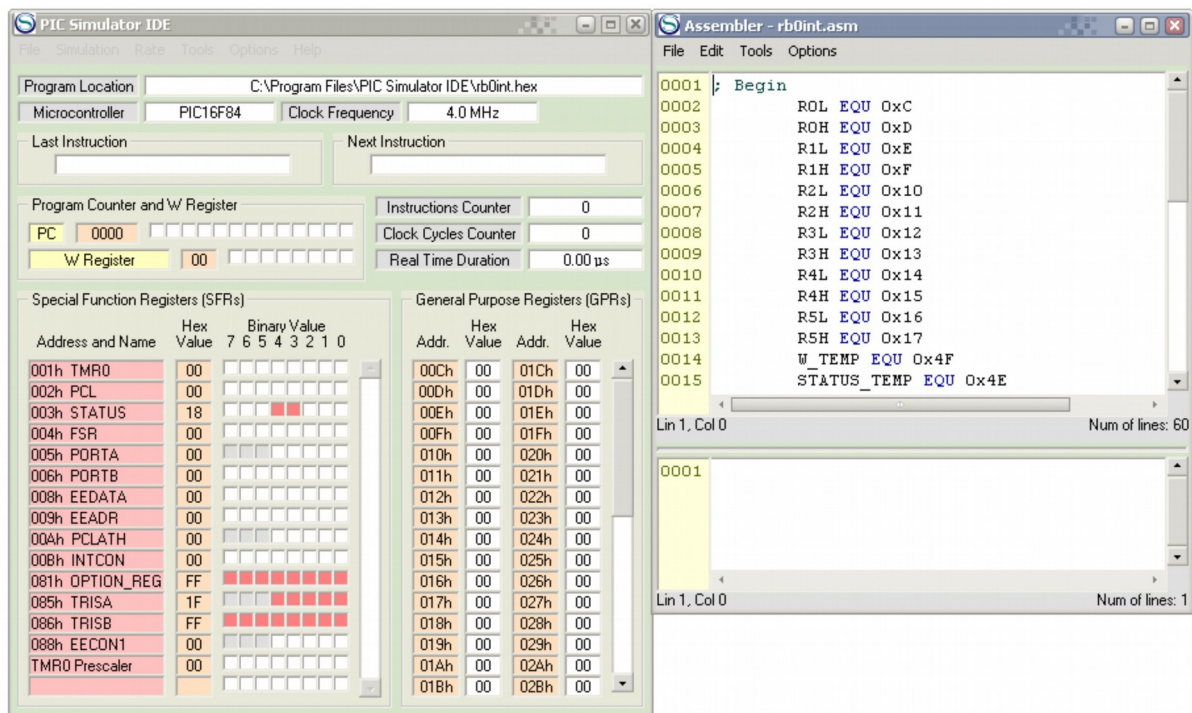 PIC Simulator IDE
File Simulation Rate Tools Options Help
Program Location C:\Program Files\PIC Simulator IDE\rb0int.hex
Microcontroller PIC16F84 Clock Frequency 4.0 MHz
Last Instruction Next Instruction
Program Counter and W Register
PC 0000
W Register 00
Instructions Counter 0
Clock Cycles Counter 0
Real Time Duration 0.00 µs
Special Function Registers (SFRs)
Hex Binary Value
Address and Name Value 7 6 5 4 3 2 1 0
001h TMR0 00
002h PCL 00
003h STATUS 18
004h FSR 00
005h PORTA 00
006h PORTB 00
008h EEDATA 00
009h EEADR 00
00Ah PCLATH 00
00Bh INTCON 00
081h OPTION_REG FF
085h TRISA 1F
086h TRISB FF
088h EECON1 00
TMR0 Prescaler 00
General Purpose Registers (GPRs)
Hex Hex
Addr. Value Addr. Value
00Ch 00 01Ch 00
00Dh 00 01Dh 00
00Eh 00 01Eh 00
00Fh 00 01Fh 00
010h 00 020h 00
011h 00 021h 00
012h 00 022h 00
013h 00 023h 00
014h 00 024h 00
015h 00 025h 00
016h 00 026h 00
017h 00 027h 00
018h 00 028h 00
019h 00 029h 00
01Ah 00 02Ah 00
01Bh 00 02Bh 00
Assembler - rb0int.asm
File Edit Tools Options
0001 ; Begin
0002 R0L EQU 0xC
0003 R0H EQU 0xD
0004 R1L EQU 0xE
0005 R1H EQU 0xF
0006 R2L EQU 0x10
0007 R2H EQU 0x11
0008 R3L EQU 0x12
0009 R3H EQU 0x13
0010 R4L EQU 0x14
0011 R4H EQU 0x15
0012 R5L EQU 0x16
0013 R5H EQU 0x17
0014 W_TEMP EQU 0x4F
0015 STATUS_TEMP EQU 0x4E
Lin 1, Col 0 Num of lines: 60
0001
Lin 1, Col 0 Num of lines: 1